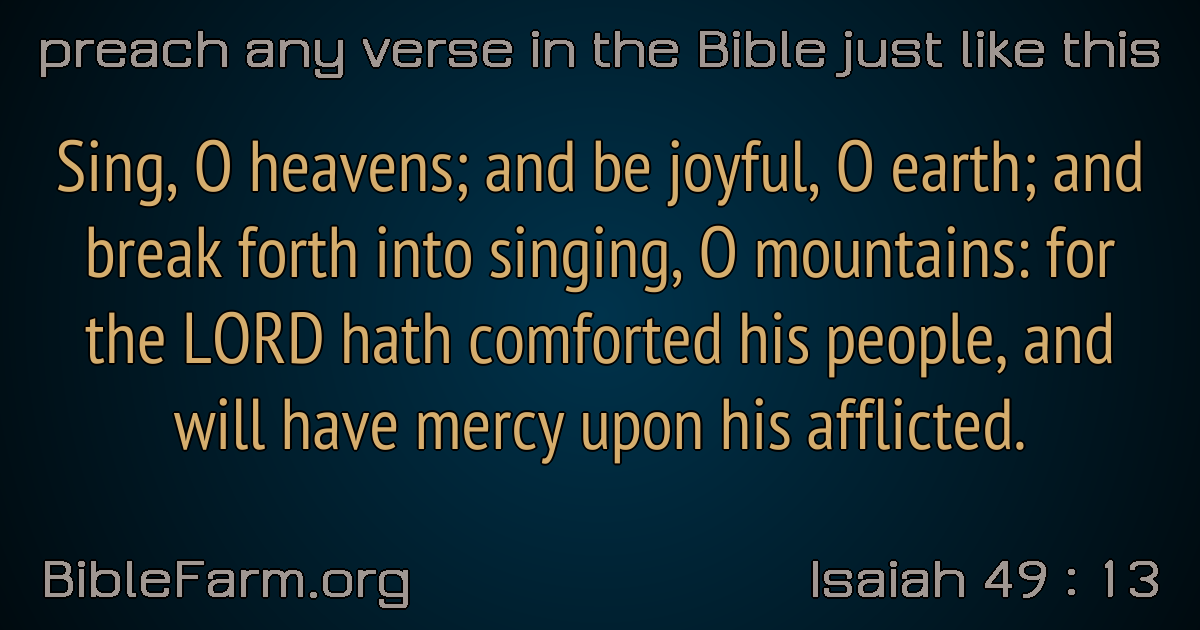 preach any verse in the Bible just like this
Sing, O heavens; and be joyful, O earth; and
break forth into singing, O mountains: for
the LORD hath comforted his people, and
will have mercy upon his afflicted.
BibleFarm.org
Isaiah 49 : 13